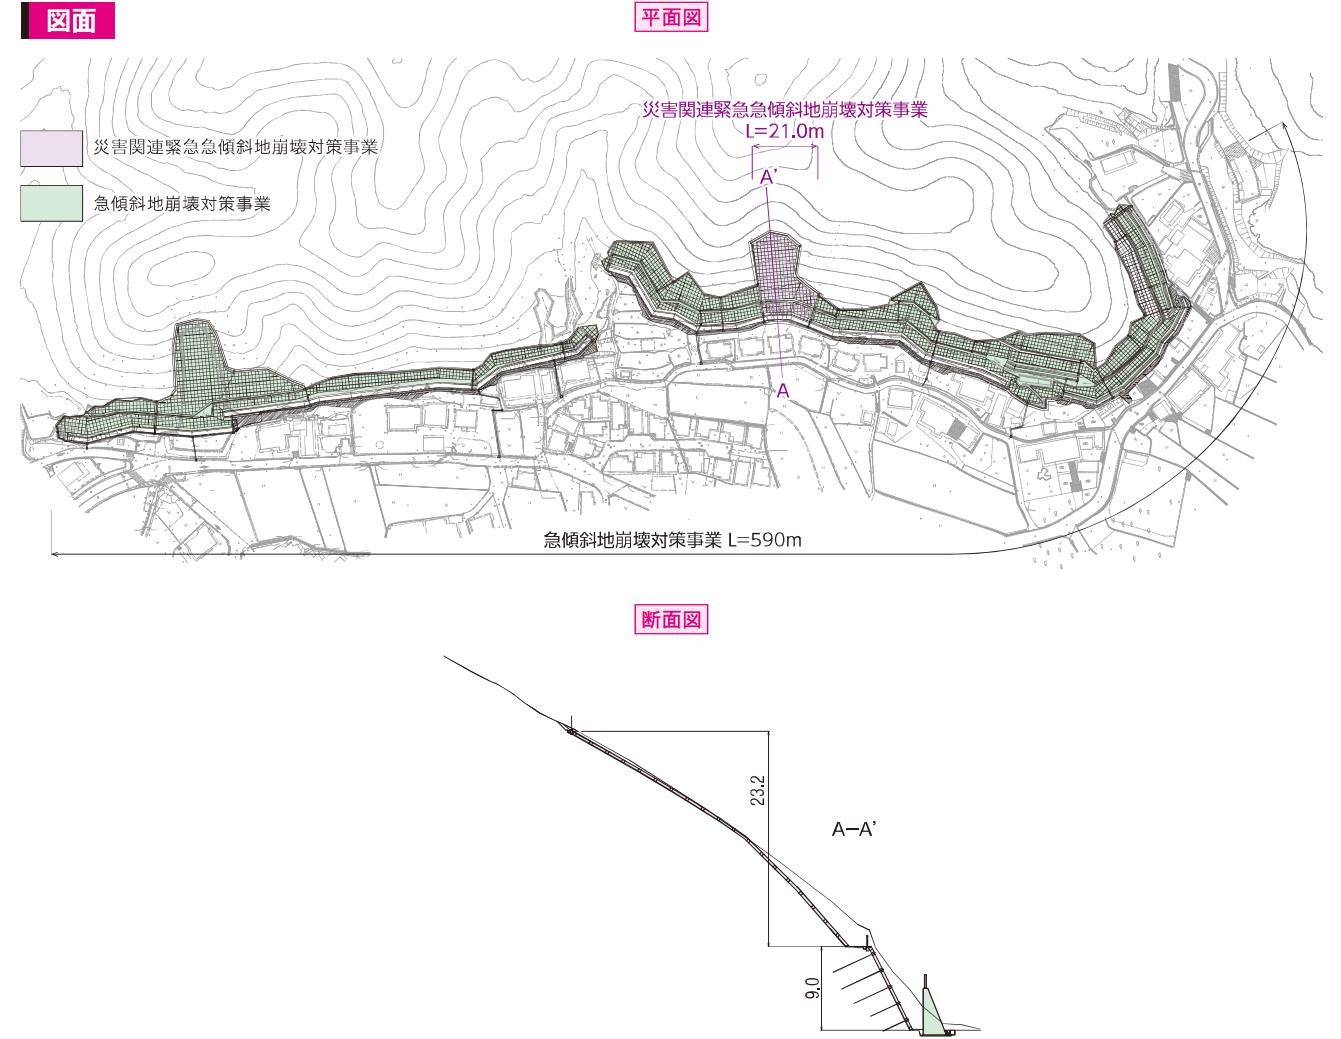 図面
平面図
災害関連緊急急傾斜地崩壊対策事業
L=21.0m
A'
災害関連緊急急傾斜地崩壊対策事業
急傾斜地崩壊対策事業
A
急傾斜地崩壊対策事業 L=590m
断面図
23.2
A−A'
9.0